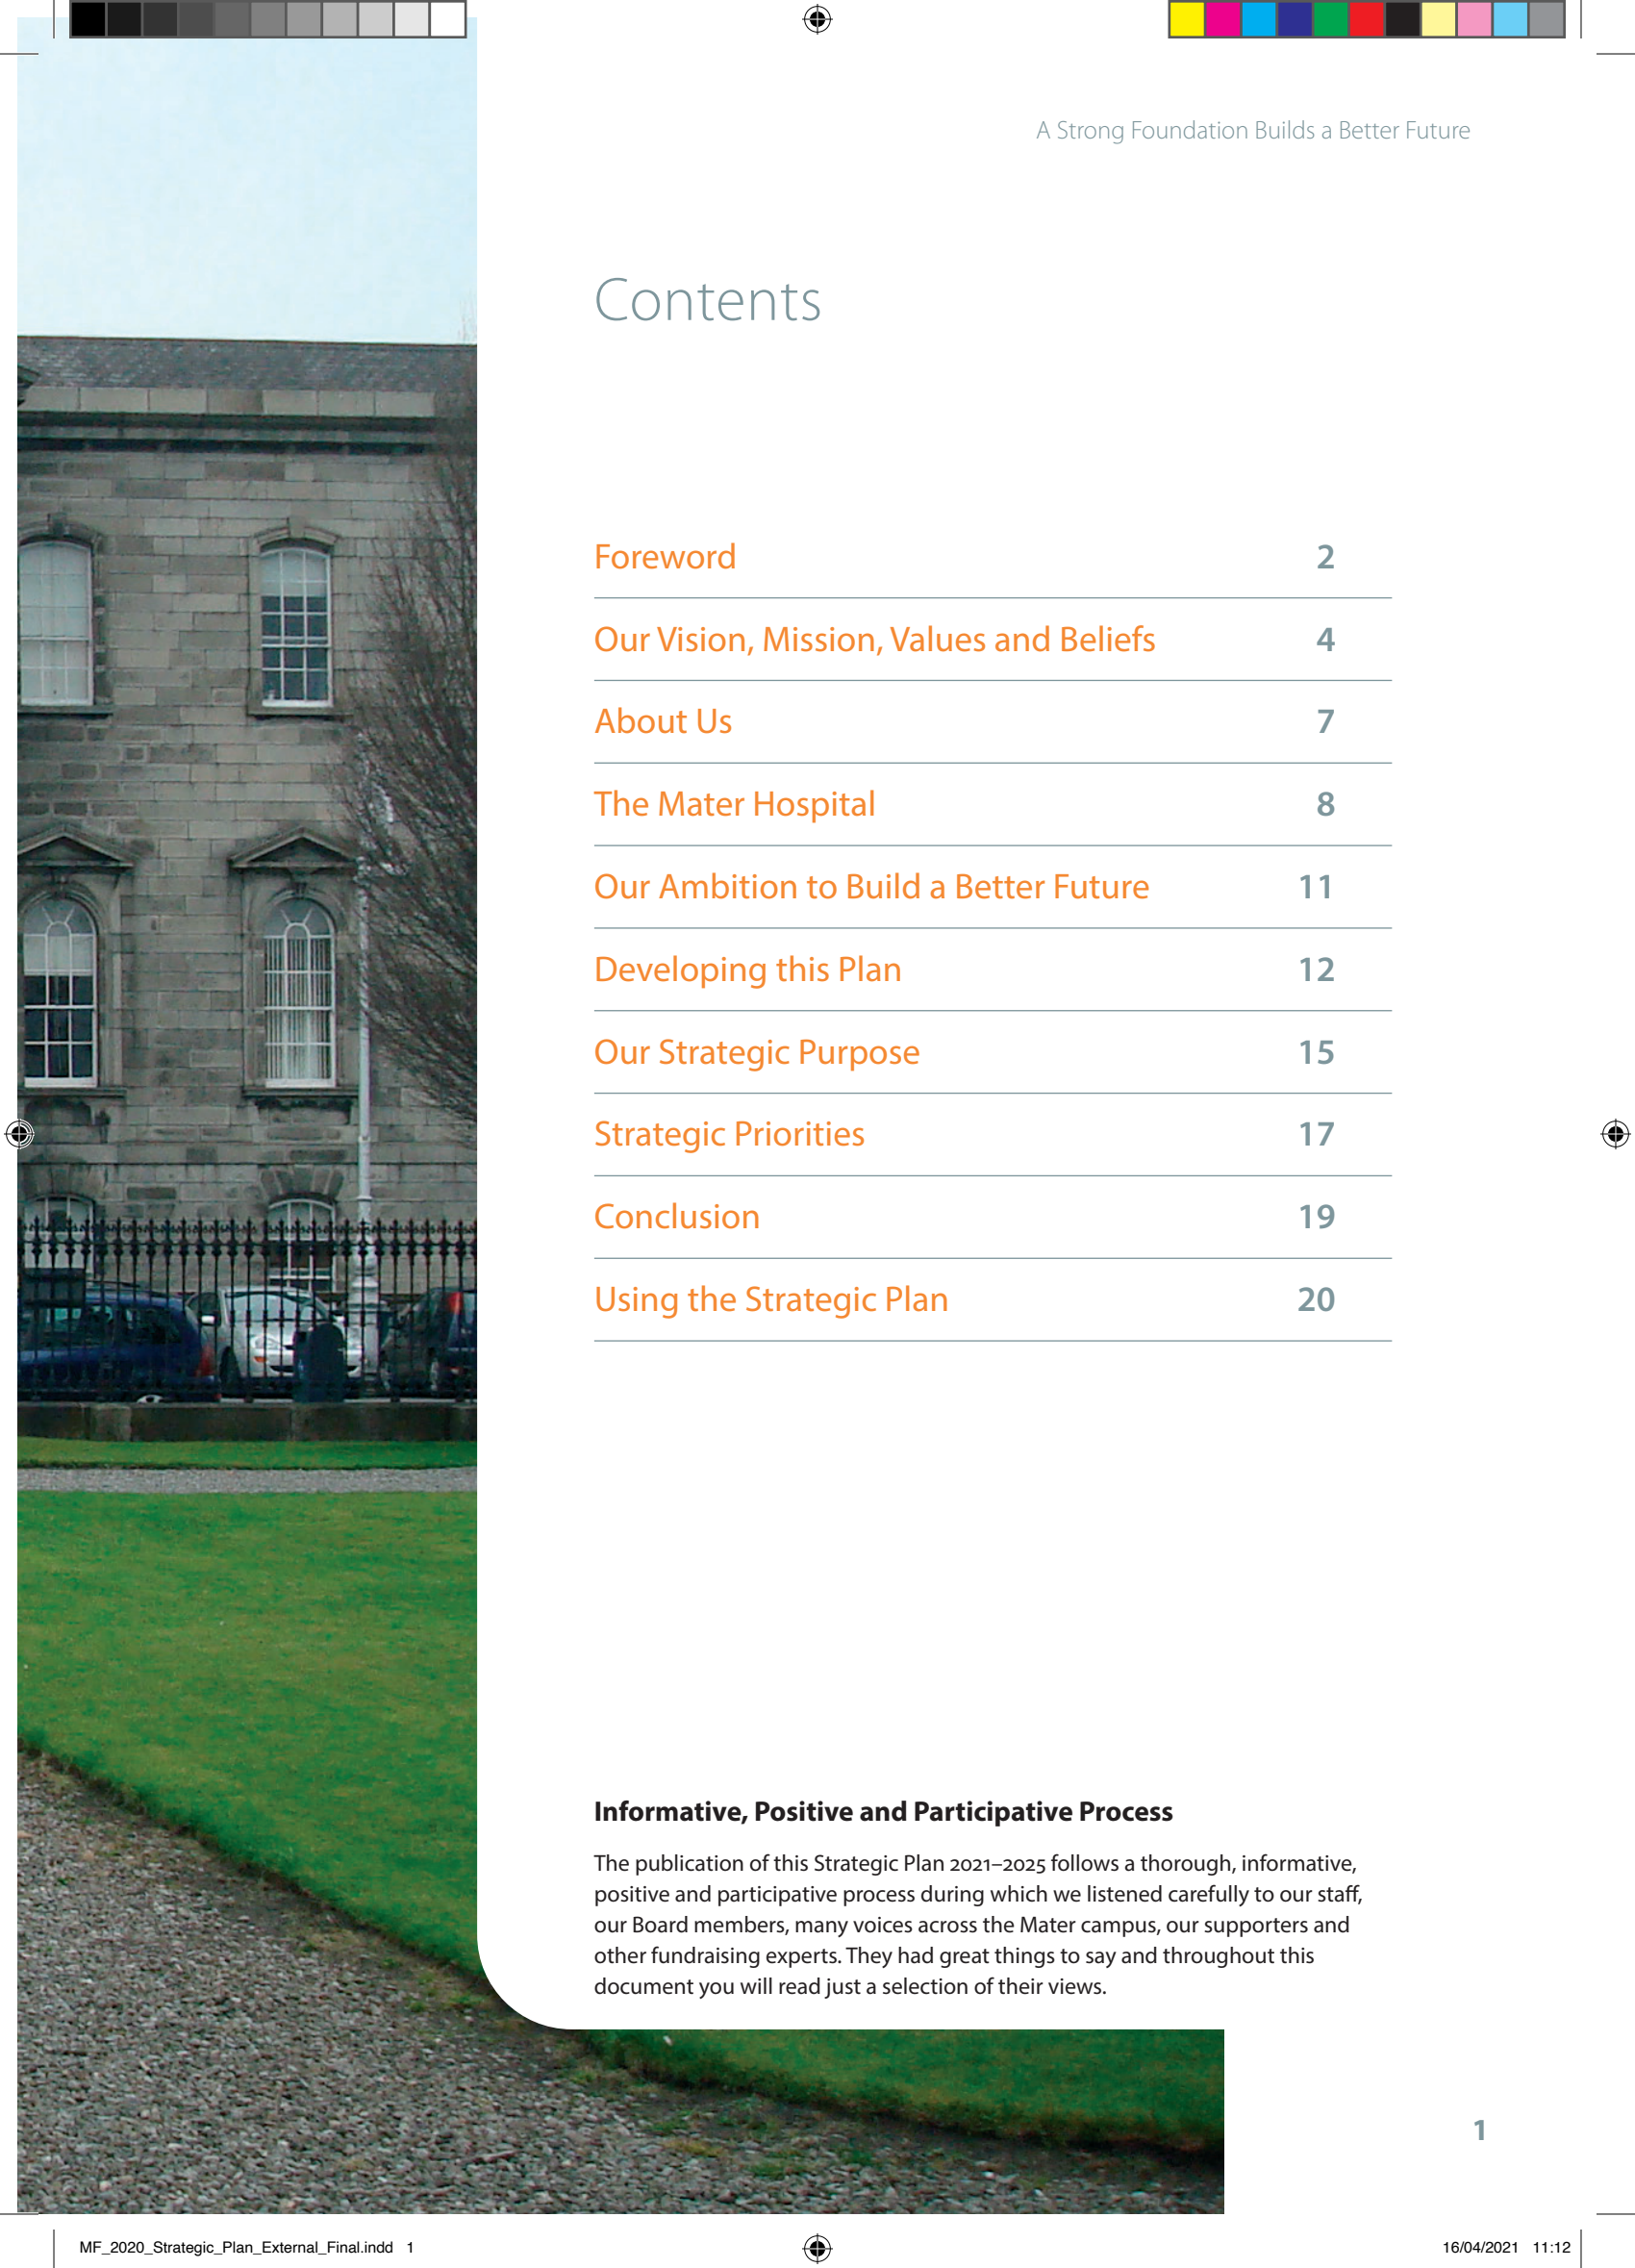 A Strong Foundation Builds a Better Future
Contents
Foreword 2
Our Vision, Mission, Values and Beliefs 4
About Us 7
The Mater Hospital 8
Our Ambition to Build a Better Future 11
Developing this Plan 12
Our Strategic Purpose 15
Strategic Priorities 17
Conclusion 19
Using the Strategic Plan 20
Informative, Positive and Participative Process
The publication of this Strategic Plan 2021–2025 follows a thorough, informative,
positive and participative process during which we listened carefully to our staff,
our Board members, many voices across the Mater campus, our supporters and
other fundraising experts. They had great things to say and throughout this
document you will read just a selection of their views.
1
MF_2020_Strategic_Plan_External_Final.indd 1
16/04/2021 11:12